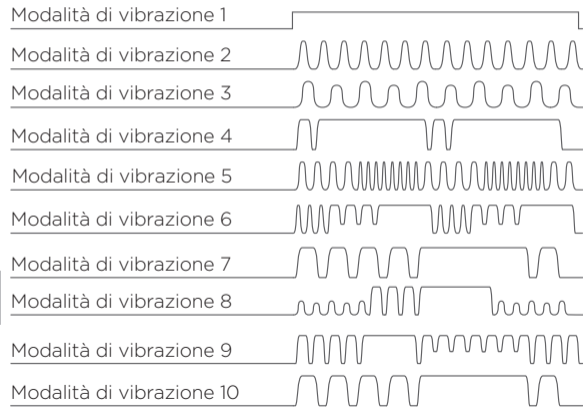 Modalità di vibrazione 1
Modalità di vibrazione 2
Modalità di vibrazione 3
Modalità di vibrazione 4
Modalità di vibrazione 5
Modalità di vibrazione 6
Modalità di vibrazione 7
Modalità di vibrazione 8
Modalità di vibrazione 9
Modalità di vibrazione 10